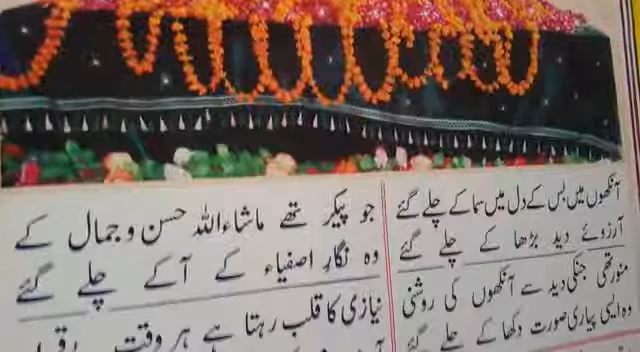 آنکھوں میں بس کے دل میں سما کے چلے گئے
آرزوئے دید بڑھا کے چلے گئے
منور تھی جنکی دید سے آنکھوں کی روشنی
وہ ایسی پیاری صورت دکھا کے چلے گئے
جو پیکر تھے ماشاءاللہ حسن و جمال کے
وہ نگارِ اصفیاء کے آ کے چلے گئے
نیازی کا قلب رہتا ہے ہر وقت